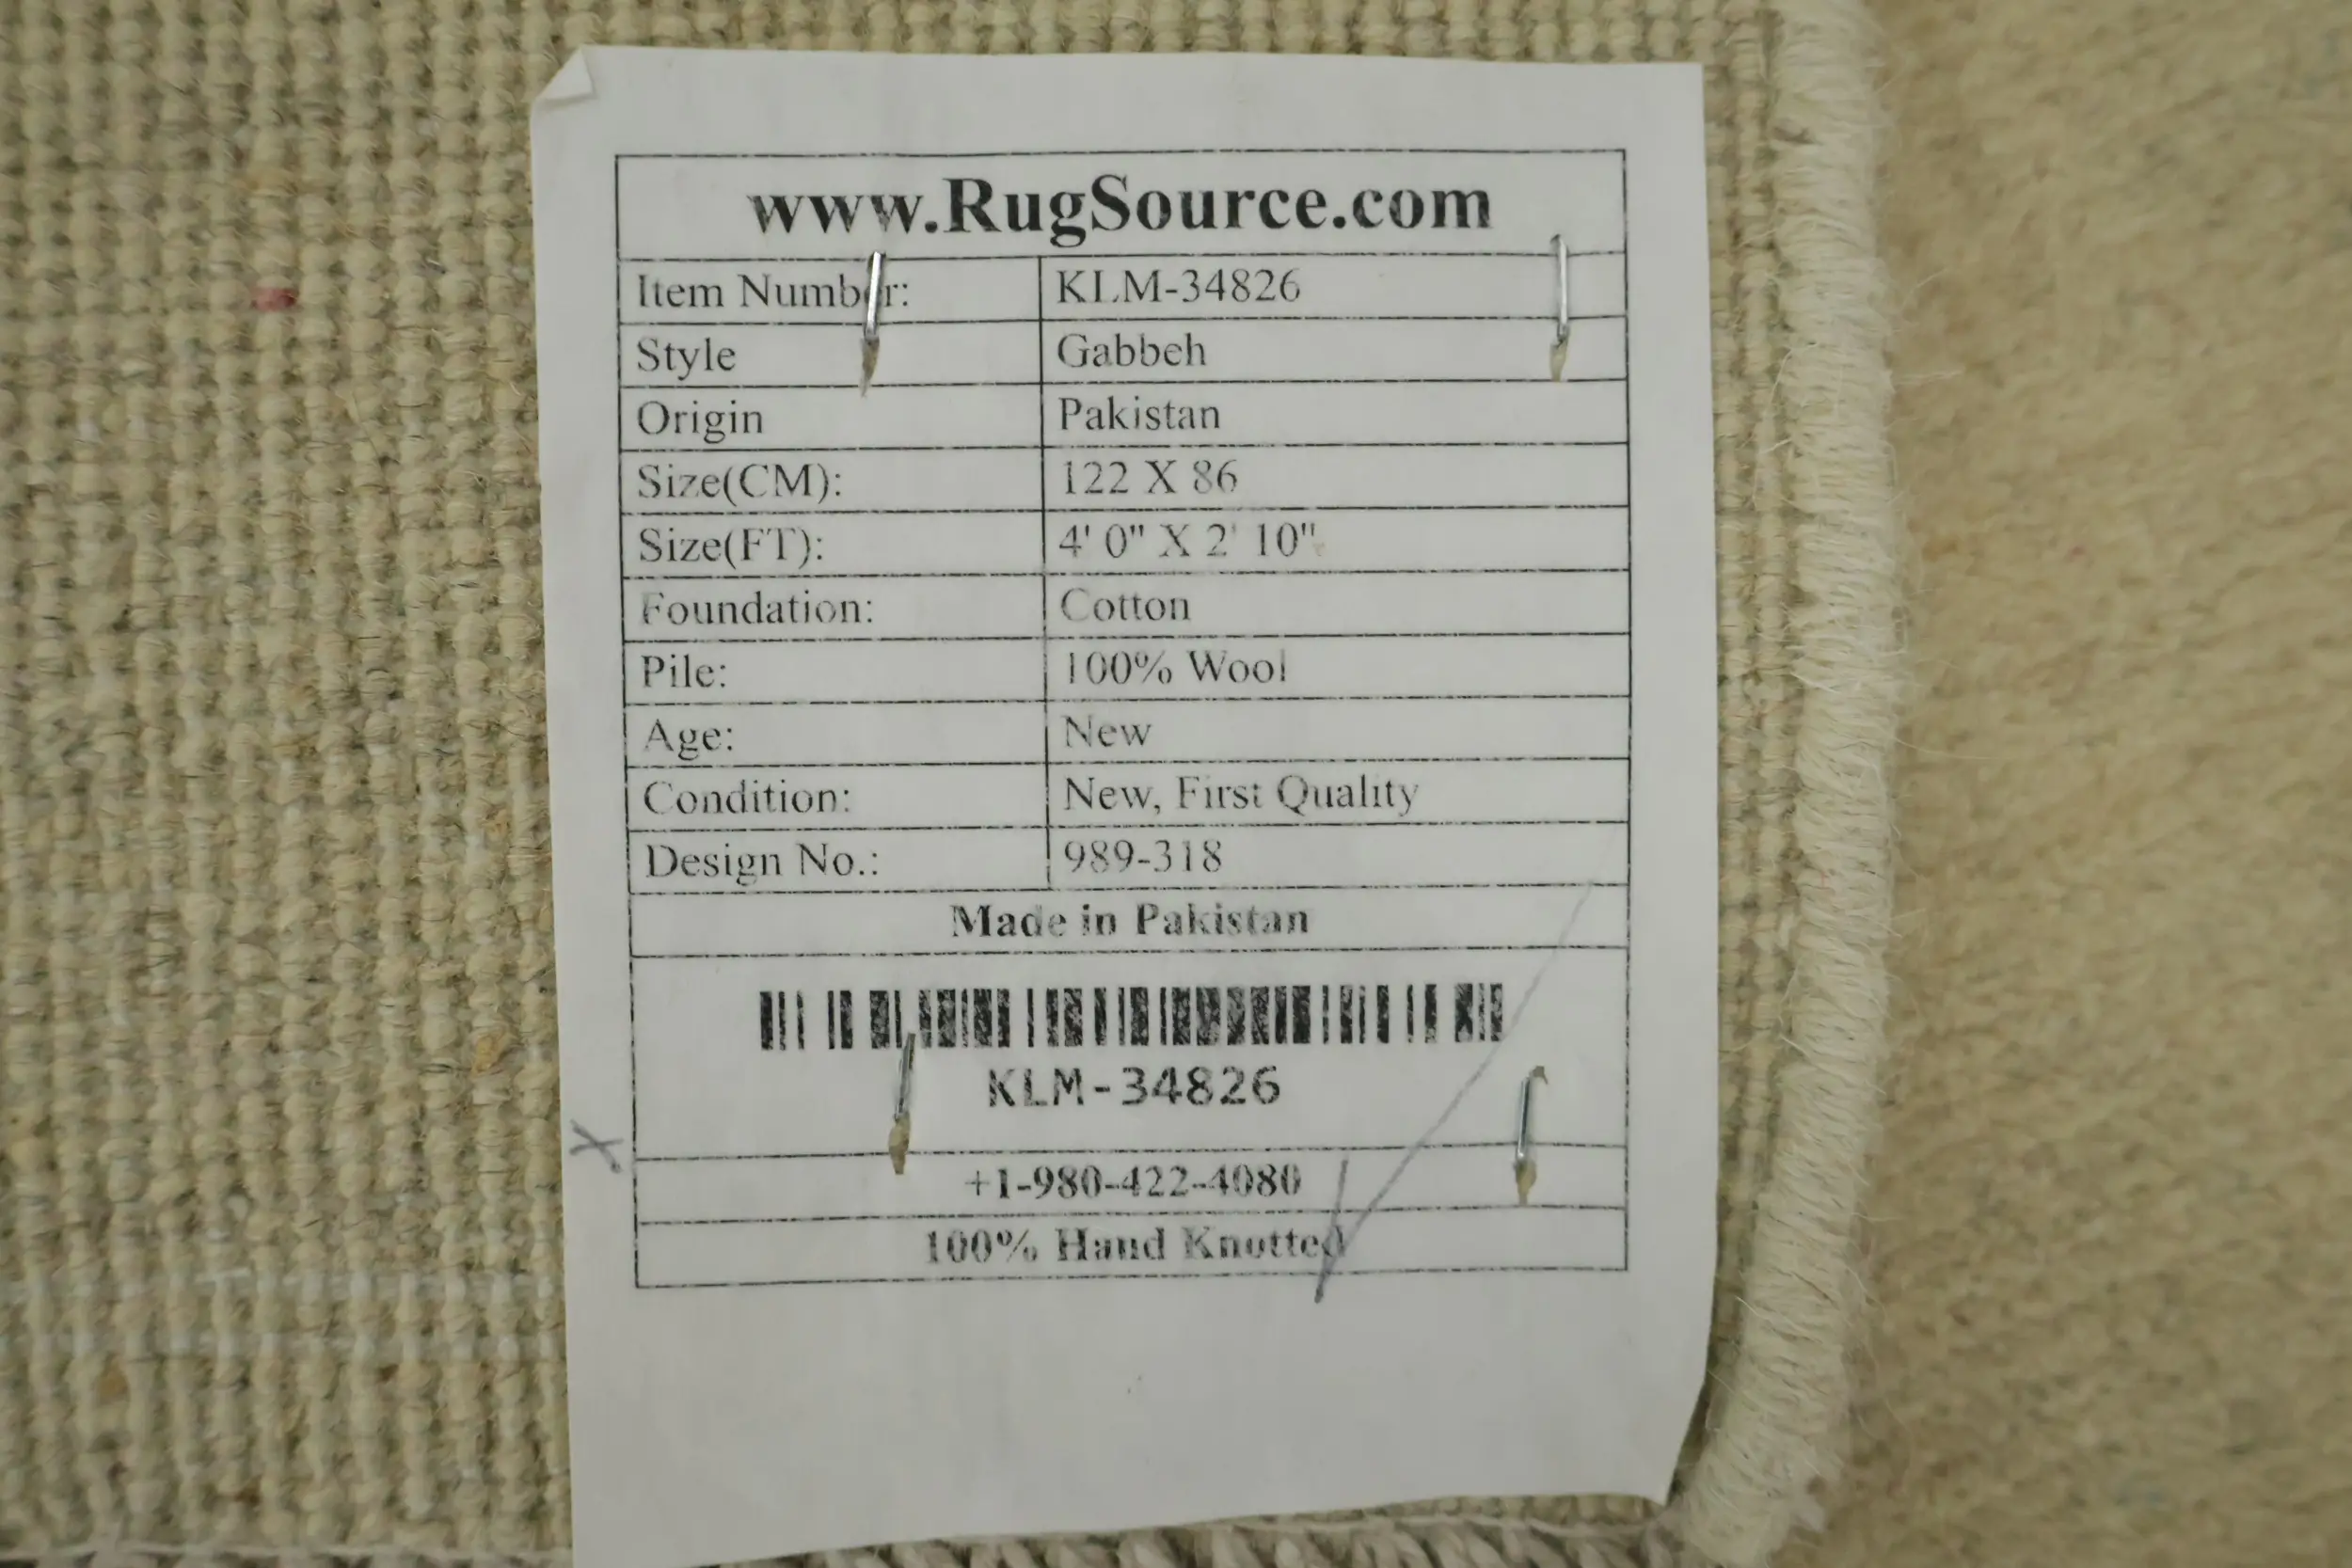 www.RugSource.com
Item Number: KLM-34826
Style Gabbeh
Origin Pakistan
Size(CM): 122 X 86
Size(FT): 4' 0" X 2' 10"
Foundation: Cotton
Pile: 100% Wool
Age: New
Condition: New, First Quality
Design No.: 989-318
Made in Pakistan
KLM-34826
+1-980-422-4080
100% Hand Knotted